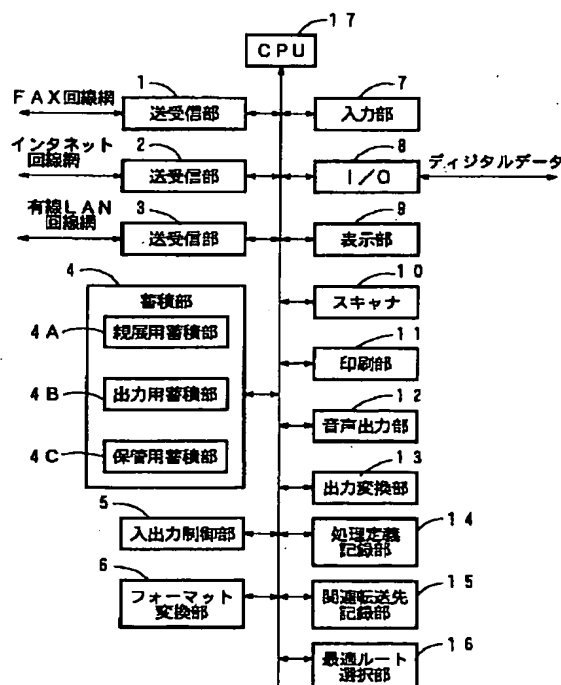 17
CPU
1
FAX回線網
送受信部
7
入力部
2
インタネット
回線網
送受信部
8
I/O
ディジタルデータ
3
有線LAN
回線網
送受信部
9
表示部
4
蓄積部
4A
親展用蓄積部
4B
出力用蓄積部
4C
保管用蓄積部
10
スキャナ
11
印刷部
12
音声出力部
13
出力変換部
5
入出力制御部
14
処理定義
記録部
6
フォーマット
変換部
15
関連転送先
記録部
16
最適ルート
選択部